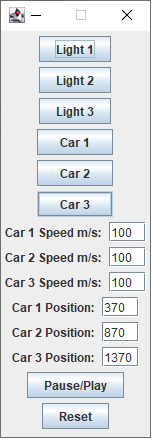 Light 1
Light 2
Light 3
Car 1
Car 2
Car 3
Car 1 Speed m/s: 100
Car 2 Speed m/s: 100
Car 3 Speed m/s: 100
Car 1 Position: 370
Car 2 Position: 870
Car 3 Position: 1370
Pause/Play
Reset